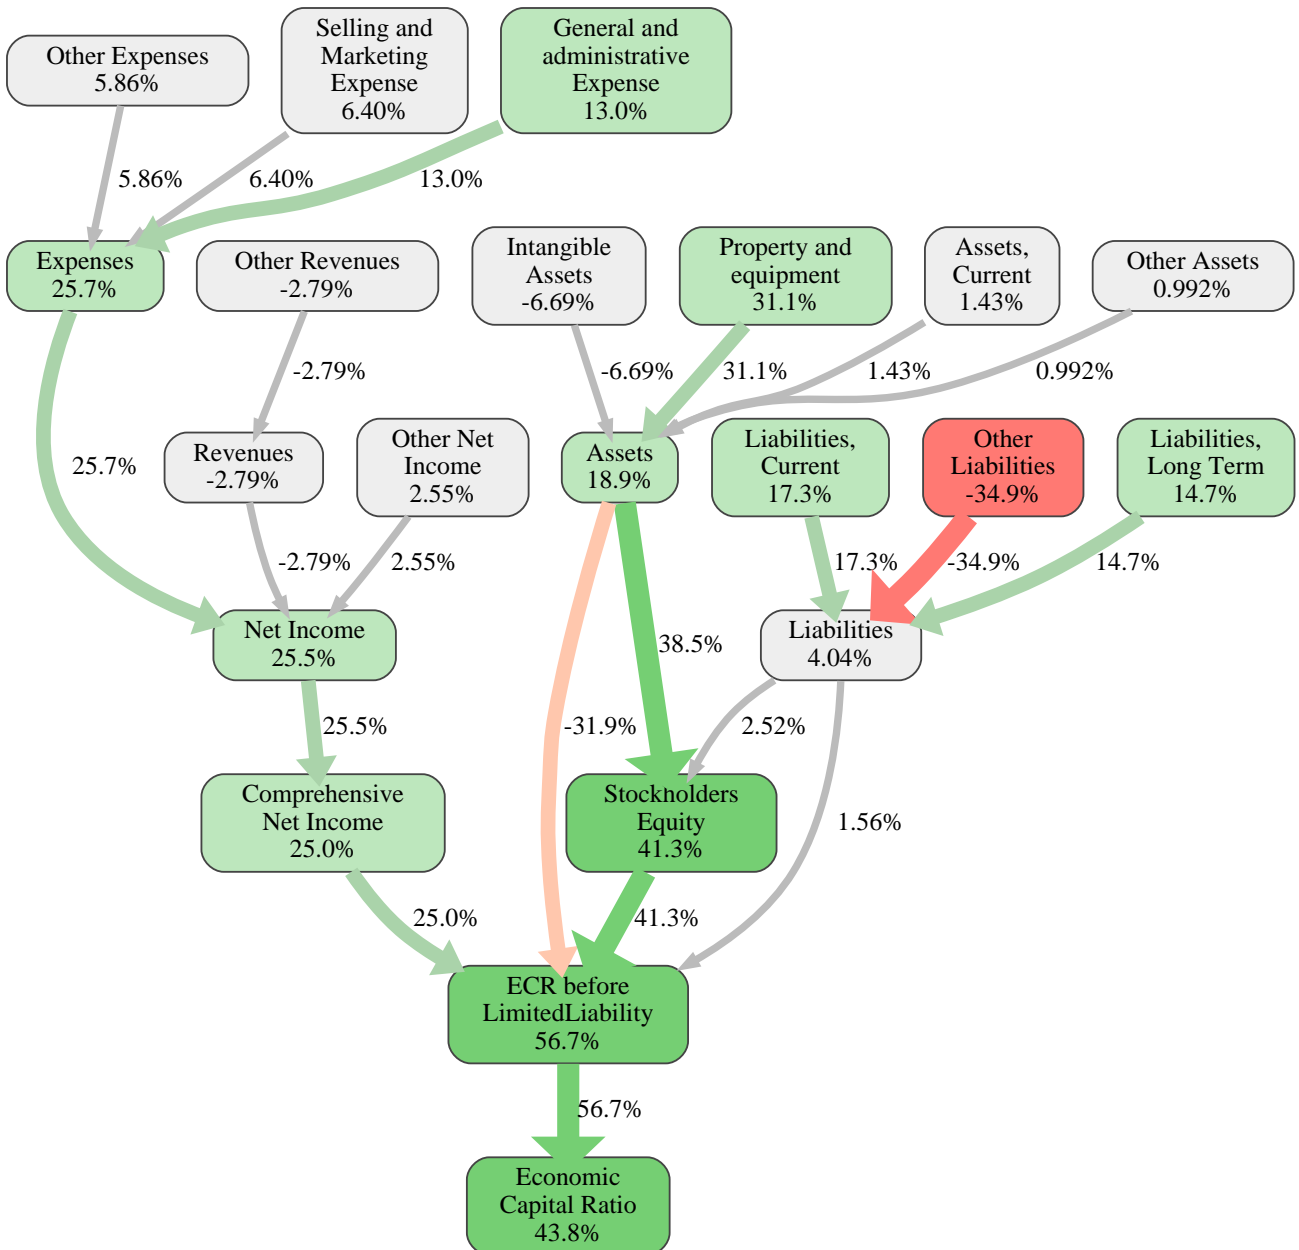 Other Expenses
5.86%
Selling and
Marketing
Expense
6.40%
General and
administrative
Expense
13.0%
5.86%
6.40%
13.0%
Expenses
25.7%
Other Revenues
-2.79%
Intangible
Assets
-6.69%
Property and
equipment
31.1%
Assets,
Current
1.43%
Other Assets
0.992%
-2.79%
-6.69%
31.1%
1.43%
0.992%
25.7%
Revenues
-2.79%
Other Net
Income
2.55%
Assets
18.9%
Liabilities,
Current
17.3%
Other
Liabilities
-34.9%
Liabilities,
Long Term
14.7%
-2.79%
2.55%
17.3%
-34.9%
14.7%
Net Income
25.5%
38.5%
Liabilities
4.04%
25.5%
-31.9%
2.52%
Comprehensive
Net Income
25.0%
Stockholders
Equity
41.3%
1.56%
25.0%
41.3%
ECR before
LimitedLiability
56.7%
56.7%
Economic
Capital Ratio
43.8%